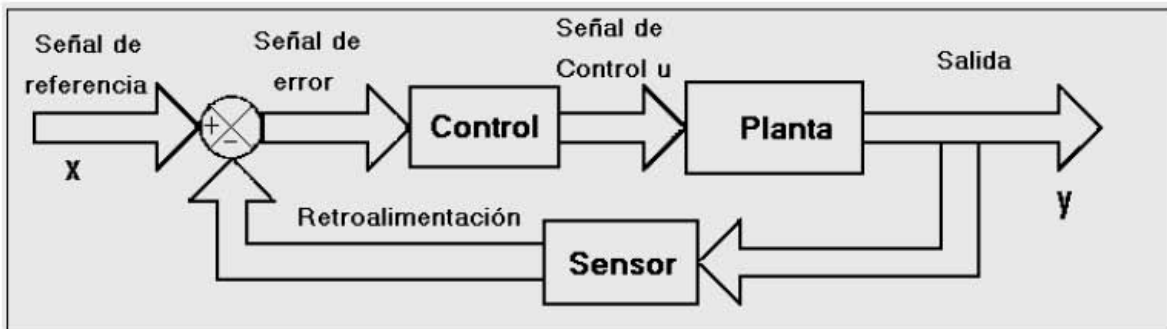 Señal de
referencia
x
+
−
Señal de
error
Control
Señal de
Control u
Planta
Salida
y
Retroalimentación
Sensor